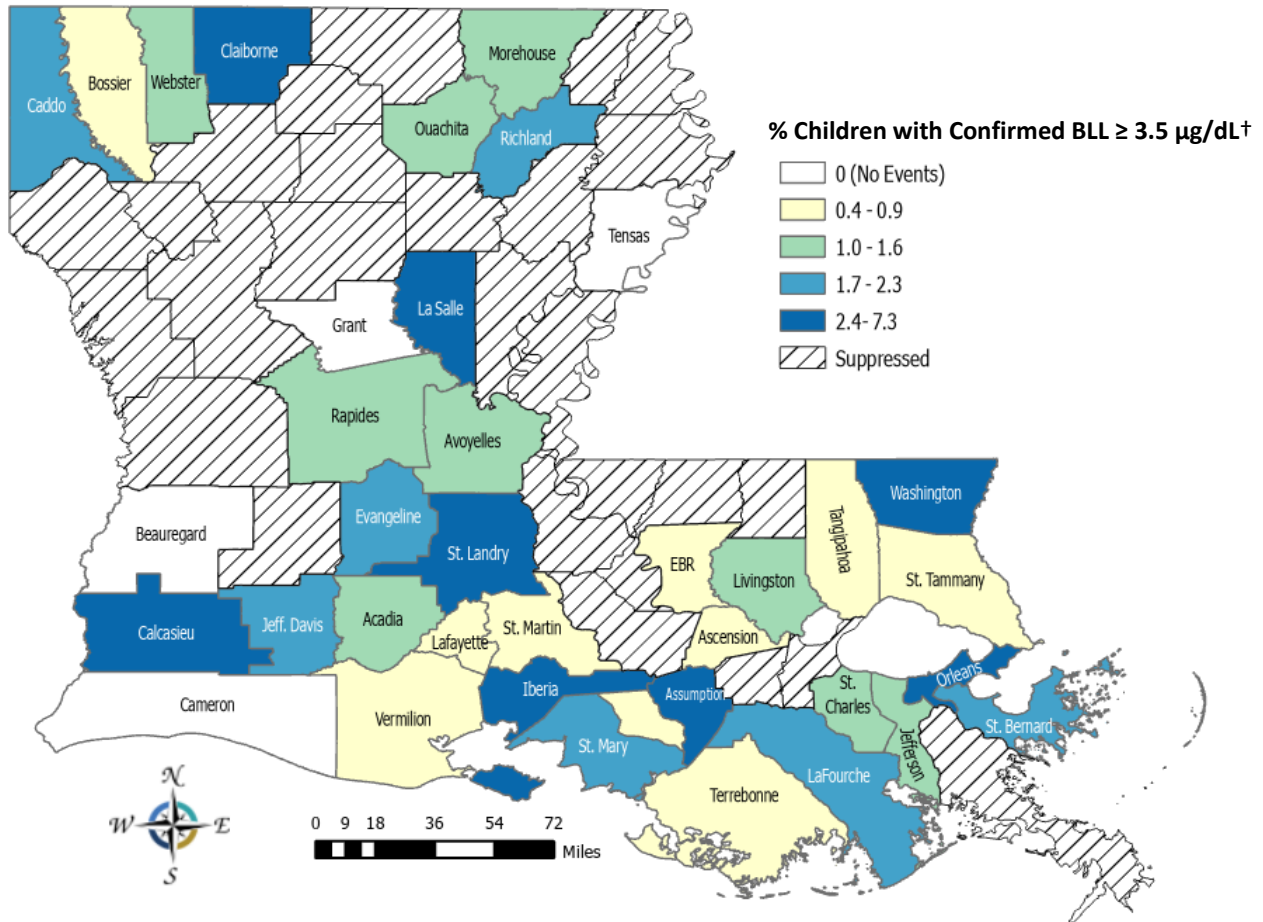 Claiborne
Morehouse
Bossier
Webster
Caddo
Ouachita
Richland
% Children with Confirmed BLL ≥ 3.5 µg/dL†
0 (No Events)
0.4 - 0.9
1.0 - 1.6
1.7 - 2.3
2.4- 7.3
Suppressed
Tensas
La Salle
Grant
Rapides
Avoyelles
Washington
Evangeline
Beauregard
Tangipahoa
St. Landry
EBR
Livingston
St. Tammany
Calcasieu
Jeff. Davis
Acadia
Lafayette
St. Martin
Ascension
Orleans
Cameron
Iberia
Assumption
St.
Charles
Vermilion
St. Bernard
St. Mary
Jefferson
LaFourche
Terrebonne
N
W
E
S
0 9 18 36 54 72
Miles